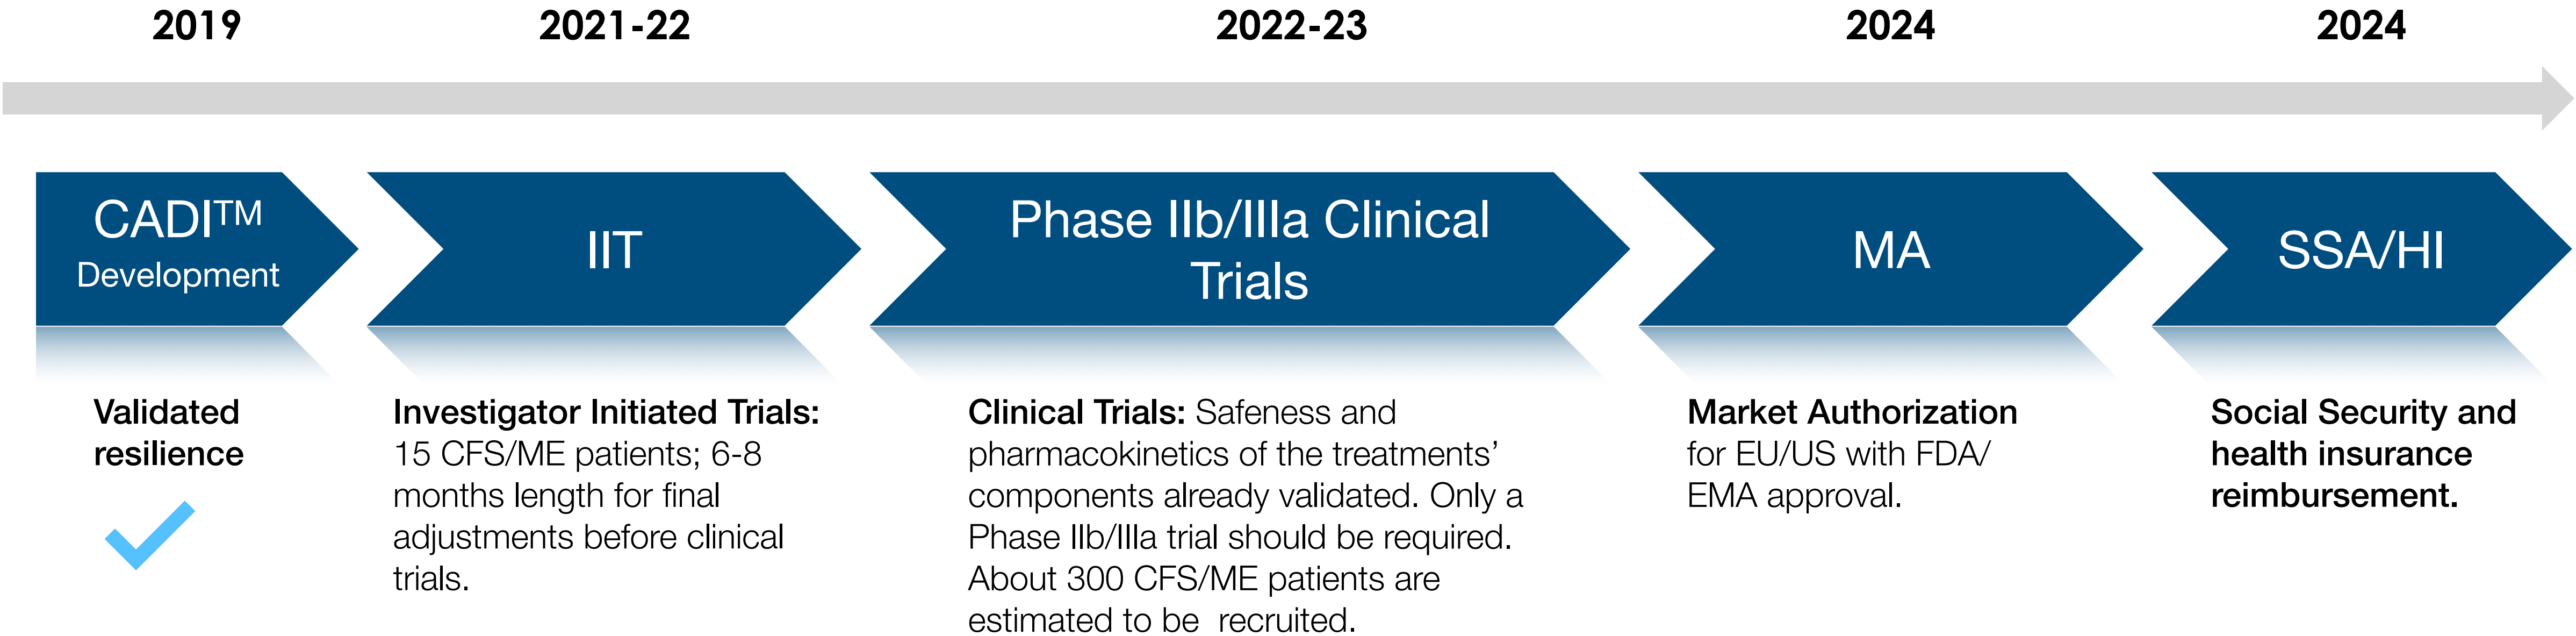 2019
2021-22
2022-23
2024
2024
CADI™
Development
IIT
Phase IIb/IIIa Clinical
Trials
MA
SSA/HI
Validated
resilience
Investigator Initiated Trials:
15 CFS/ME patients; 6-8
months length for final
adjustments before clinical
trials.
Clinical Trials: Safeness and
pharmacokinetics of the treatments’
components already validated. Only a
Phase IIb/IIIa trial should be required.
About 300 CFS/ME patients are
estimated to be  recruited.
Market Authorization
for EU/US with FDA/
EMA approval.
Social Security and
health insurance
reimbursement.